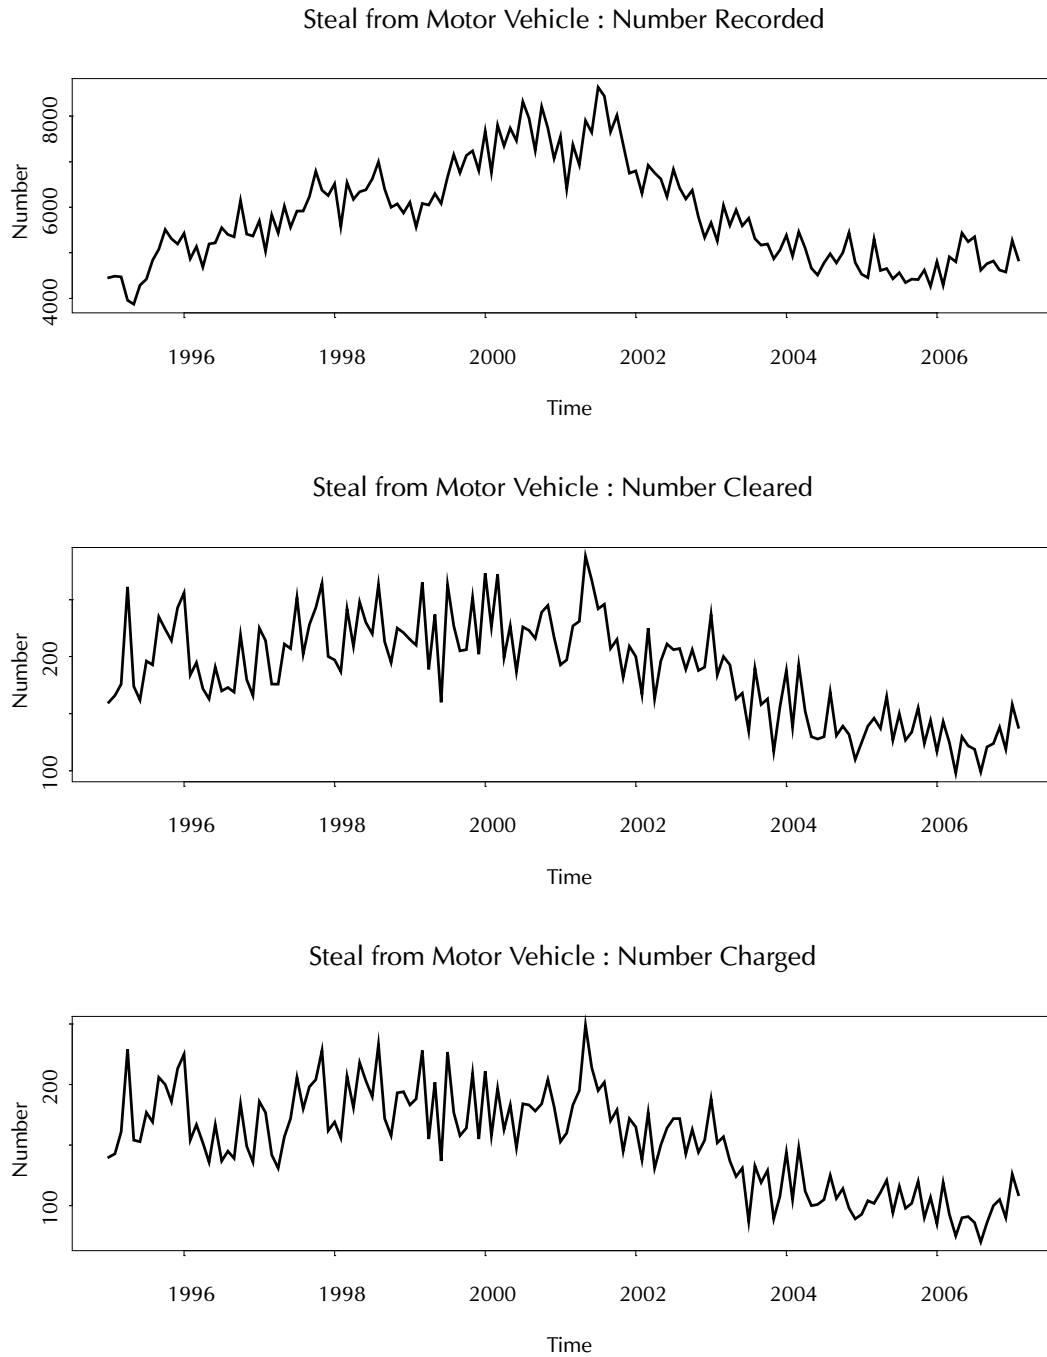 Steal from Motor Vehicle : Number Recorded
Number
8000
6000
4000
1996 1998 2000 2002 2004 2006
Time
Steal from Motor Vehicle : Number Cleared
Number
200
100
1996 1998 2000 2002 2004 2006
Time
Steal from Motor Vehicle : Number Charged
Number
200
100
1996 1998 2000 2002 2004 2006
Time